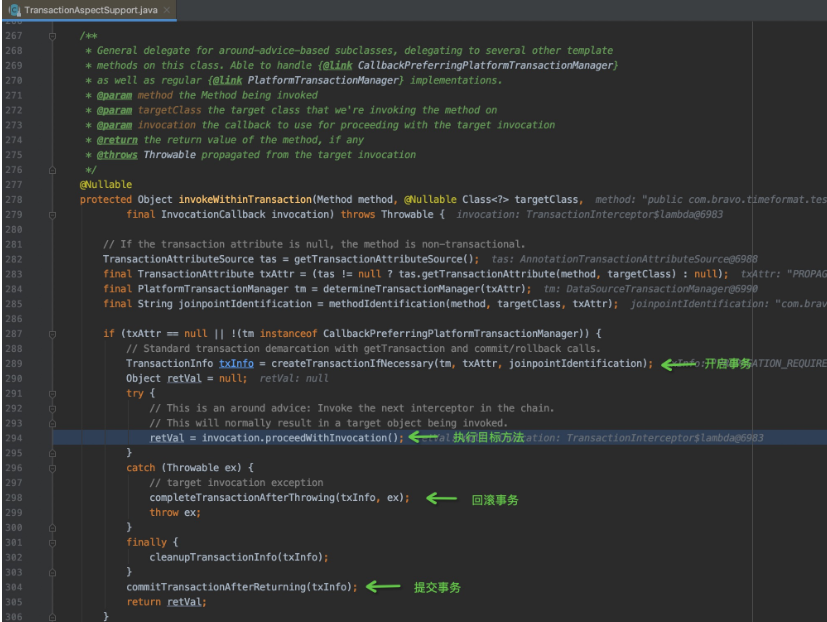 TransactionAspectSupport.java
267 /**
268 * General delegate for around-advice-based subclasses, delegating to several other template
269 * methods on this class. Able to handle {@link CallbackPreferringPlatformTransactionManager}
270 * as well as regular {@link PlatformTransactionManager} implementations.
271 * @param method the Method being invoked
272 * @param targetClass the target class that we're invoking the method on
273 * @param invocation the callback to use for proceeding with the target invocation
274 * @return the return value of the method, if any
275 * @throws Throwable propagated from the target invocation
276 */
277 @Nullable
278 protected Object invokeWithinTransaction(Method method, @Nullable Class<?> targetClass, method: "public com.bravo.timeformat.tes
279 final InvocationCallback invocation) throws Throwable { invocation: TransactionInterceptor$lambda@6983
280
281 // If the transaction attribute is null, the method is non-transactional.
282 TransactionAttributeSource tas = getTransactionAttributeSource(); tas: AnnotationTransactionAttributeSource@6988
283 final TransactionAttribute txAttr = (tas != null ? tas.getTransactionAttribute(method, targetClass) : null); txAttr: "PROPAG
284 final PlatformTransactionManager tm = determineTransactionManager(txAttr); tm: DataSourceTransactionManager@6990
285 final String joinpointIdentification = methodIdentification(method, targetClass, txAttr); joinpointIdentification: "com.brav
286
287 if (txAttr == null || !(tm instanceof CallbackPreferringPlatformTransactionManager)) {
288 // Standard transaction demarcation with getTransaction and commit/rollback calls.
289 TransactionInfo txInfo = createTransactionIfNecessary(tm, txAttr, joinpointIdentification); 开启事务
290 Object retVal = null; retVal: null
291 try {
292 // This is an around advice: Invoke the next interceptor in the chain.
293 // This will normally result in a target object being invoked.
294 retVal = invocation.proceedWithInvocation(); 执行目标方法 TransactionInterceptor$lambda@6983
295 }
296 catch (Throwable ex) {
297 // target invocation exception
298 completeTransactionAfterThrowing(txInfo, ex); 回滚事务
299 throw ex;
300 }
301 finally {
302 cleanupTransactionInfo(txInfo);
303 }
304 commitTransactionAfterReturning(txInfo); 提交事务
305 return retVal;
306 }